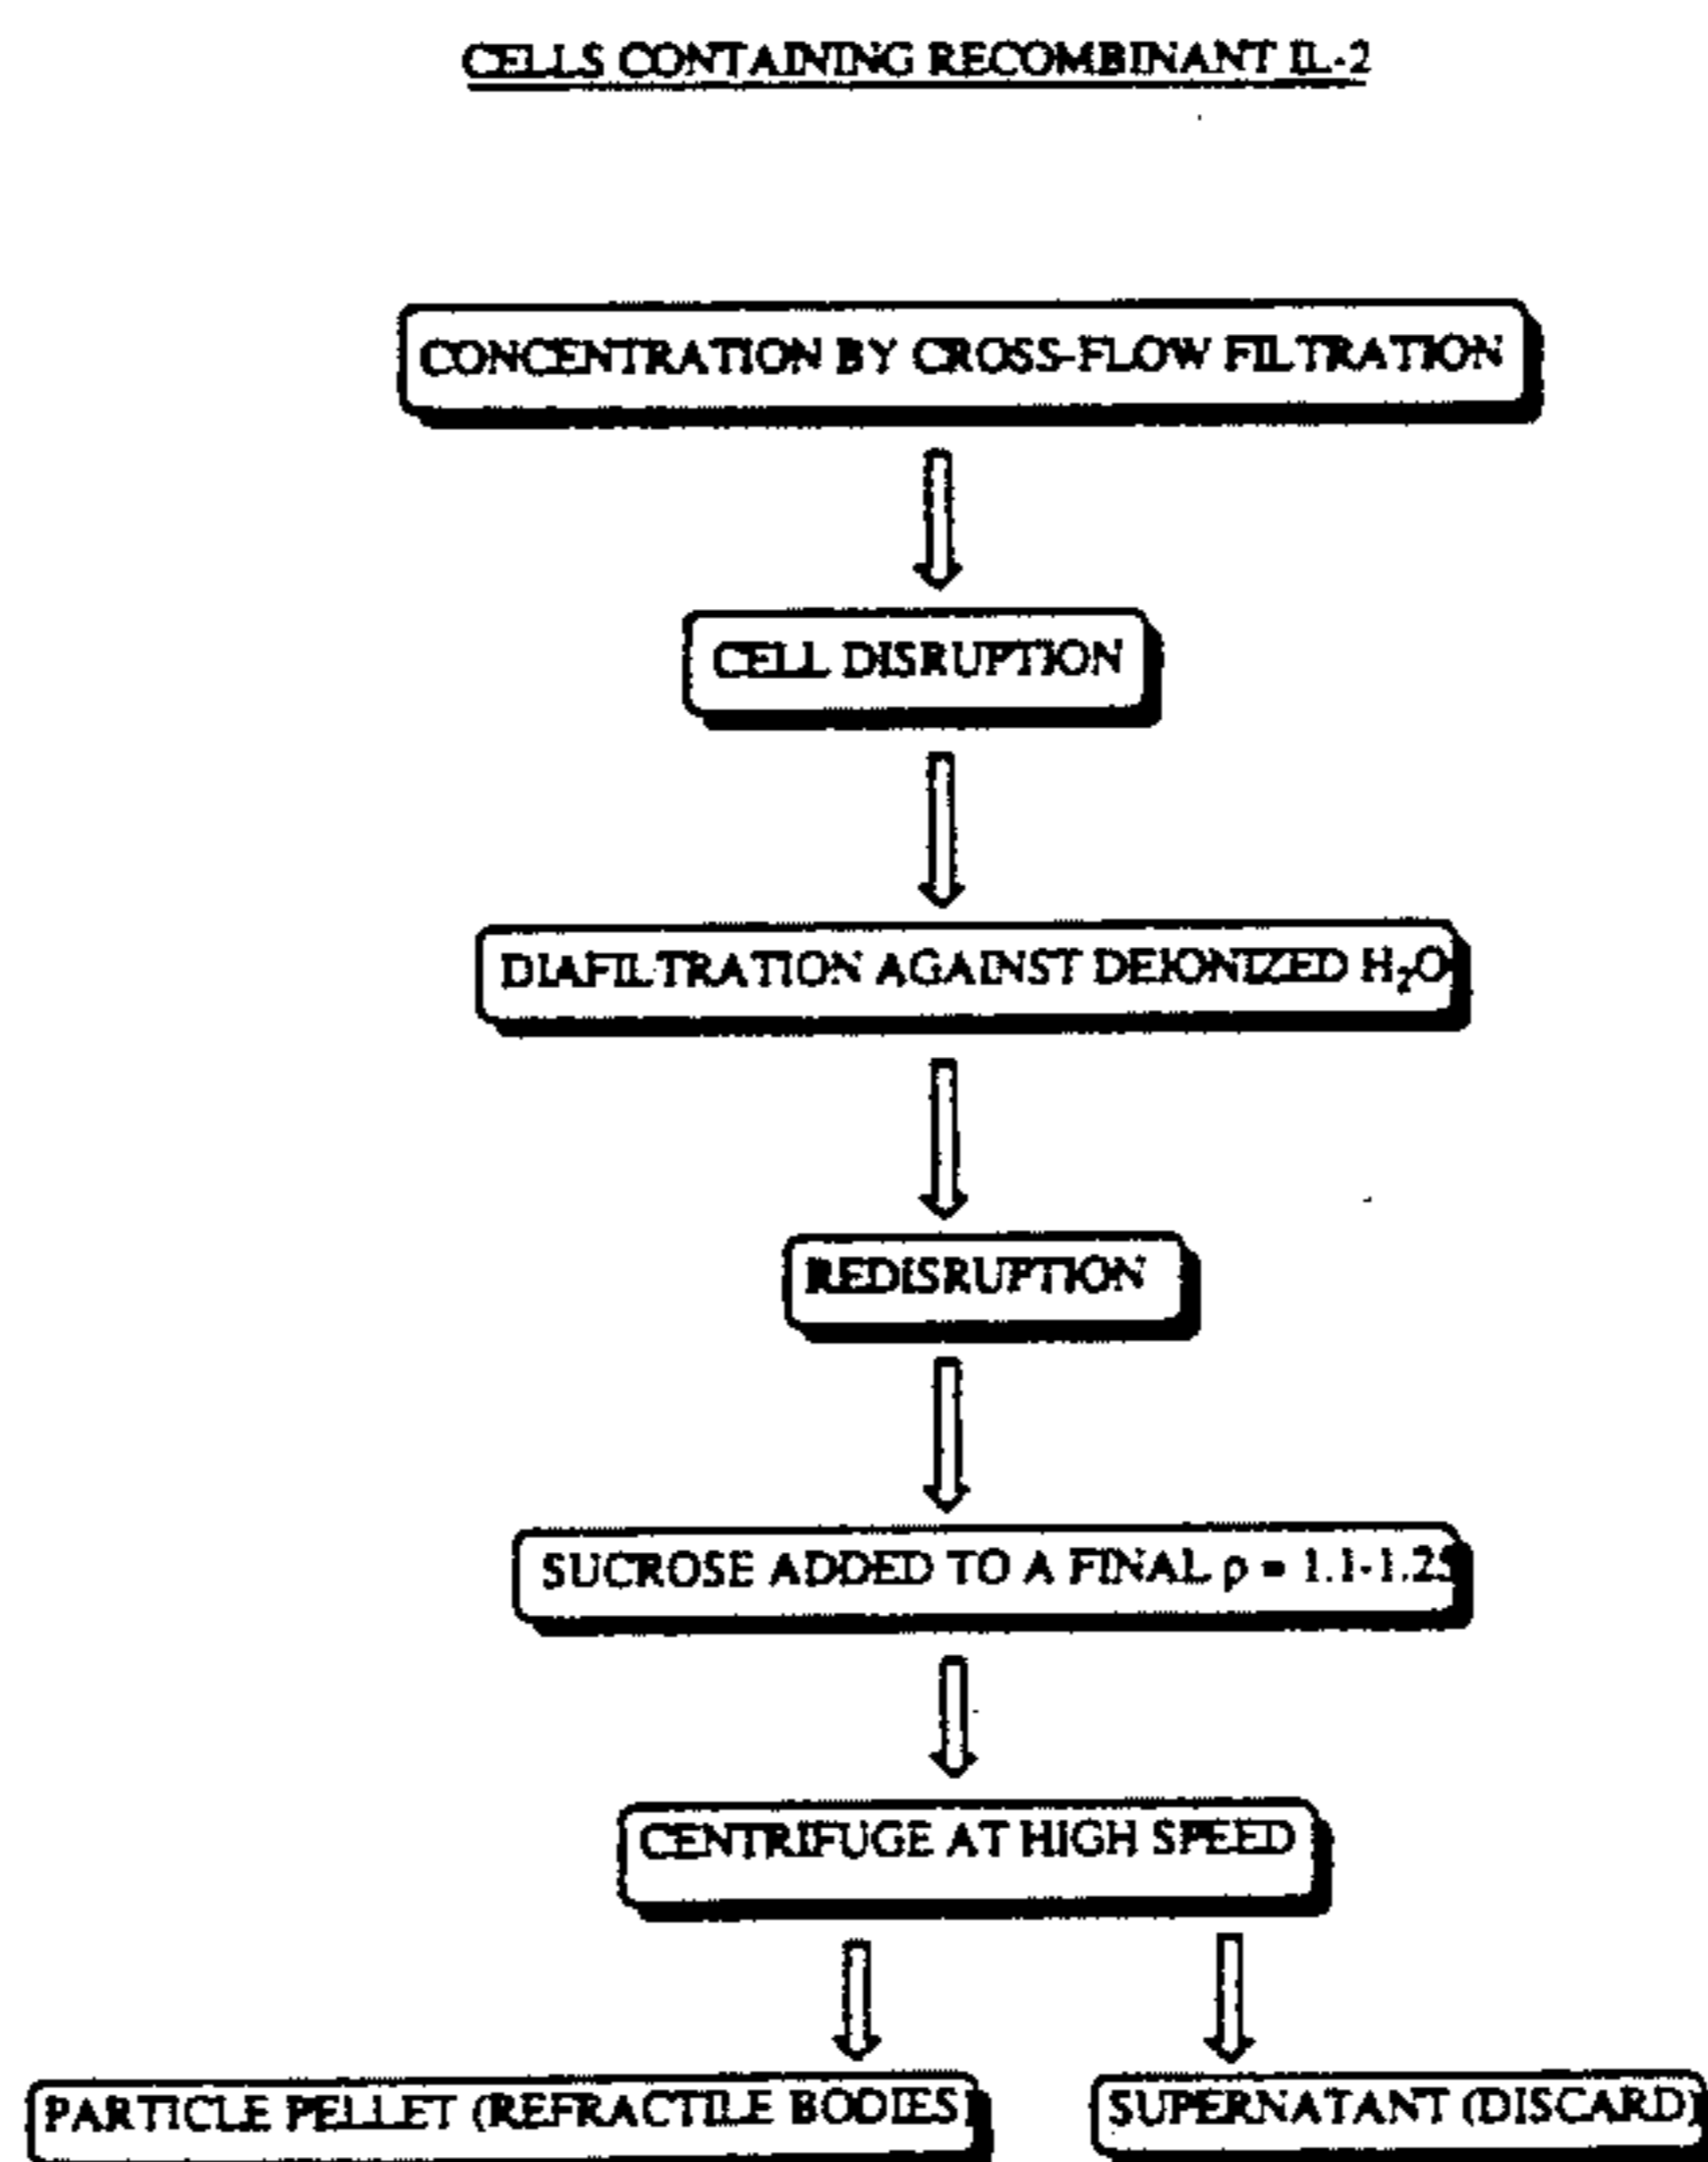 CELLS CONTAINING RECOMBINANT IL-2
CONCENTRATION BY CROSS-FLOW FILTRATION
CELL DISRUPTION
DIAFILTRATION AGAINST DEIONIZED H₂O
REDISRUPTION
SUCROSE ADDED TO A FINAL ρ = 1.1-1.25
CENTRIFUGE AT HIGH SPEED
PARTICLE PELLET (REFRACTILE BODIES)
SUPERNATANT (DISCARD)